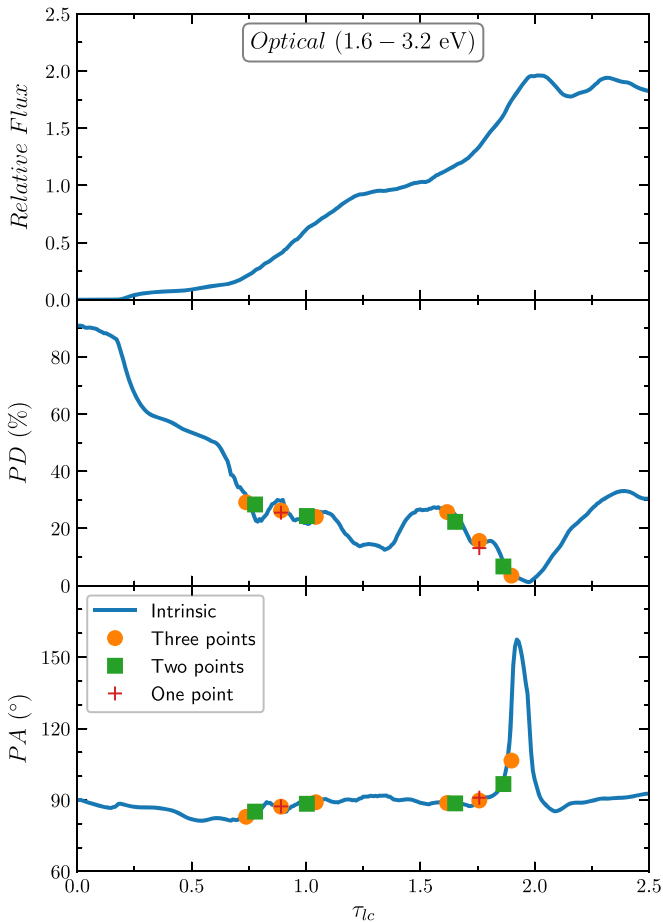 Optical (1.6 − 3.2 eV)
2.5
2.0
1.5
1.0
0.5
0.0
Relative Flux
80
60
40
20
0
PD (%)
Intrinsic
Three points
Two points
One point
150
120
90
60
PA (°)
0.0 0.5 1.0 1.5 2.0 2.5
τlc